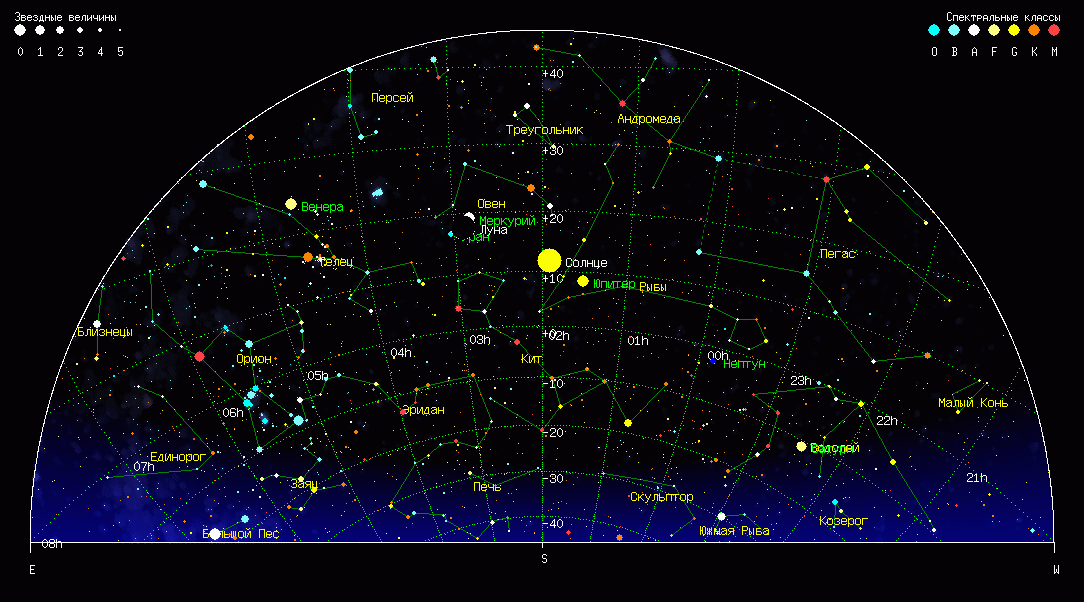 Звездные величины
Спектральные классы
0 1 2 3 4 5
O B A F G K M
+40
Персей
Треугольник
Андромеда
+30
Овен
Венера
+20
Меркурий
Луна
ран
Телец
Солнце
Пегас
+10
Юпитер
Рыбы
Близнецы
+02h
01h
03h
04h
00h
Орион
Кит
Нептун
05h
-10
23h
Эридан
06h
Малый Конь
22h
-20
Водолей
Единорог
07h
-30
21h
Заяц
Печь
Скульптор
-40
Козерог
Большой Пес
Южная Рыба
08h
E
S
W